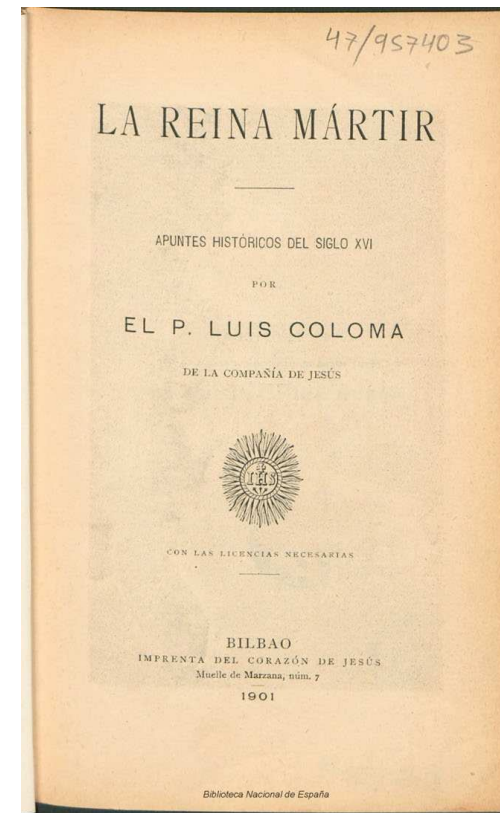 47/957403
LA REINA MÁRTIR
APUNTES HISTÓRICOS DEL SIGLO XVI
POR
EL P. LUIS COLOMA
DE LA COMPAÑÍA DE JESÚS
IHS
CON LAS LICENCIAS NECESARIAS
BILBAO
IMPRENTA DEL CORAZÓN DE JESÚS
Muelle de Marzana, núm. 7
1901
Biblioteca Nacional de España